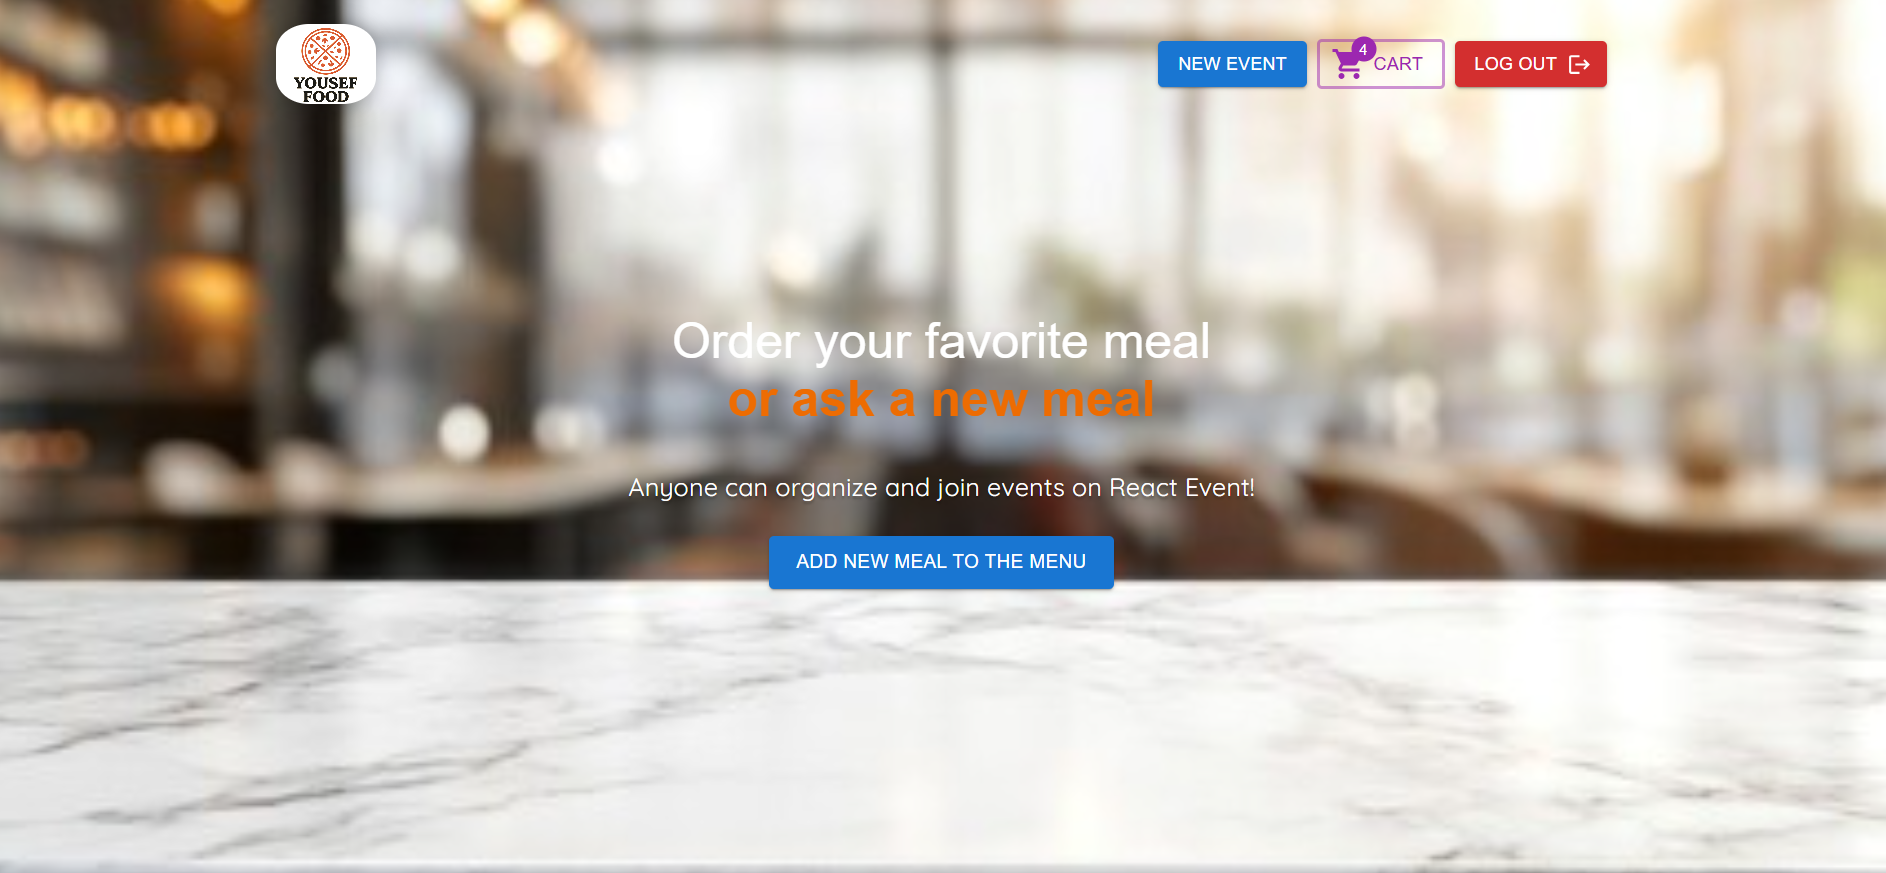 YOUSEF
FOOD
NEW EVENT
4
CART
LOG OUT
Order your favorite meal
or ask a new meal
Anyone can organize and join events on React Event!
ADD NEW MEAL TO THE MENU